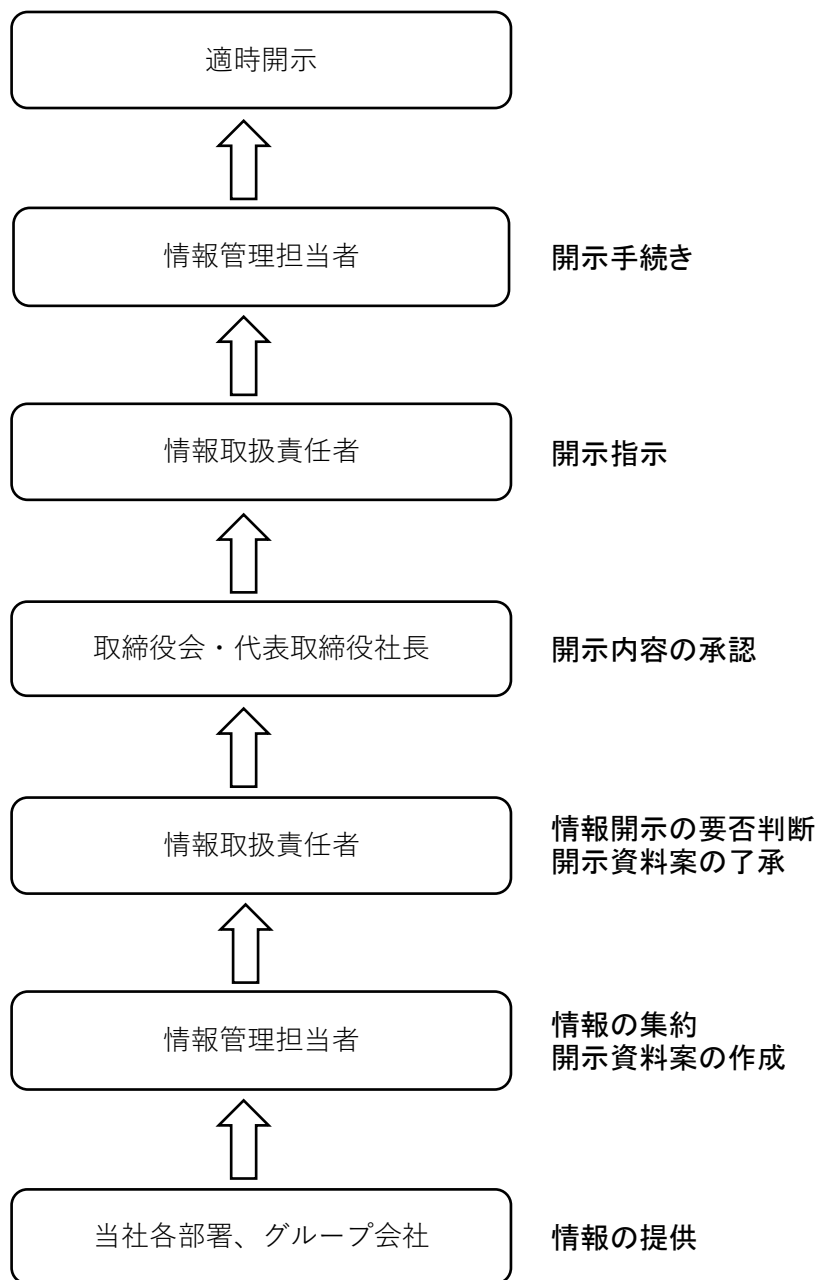 適時開示
情報管理担当者
開示手続き
情報取扱責任者
開示指示
取締役会・代表取締役社長
開示内容の承認
情報取扱責任者
情報開示の要否判断
開示資料案の了承
情報管理担当者
情報の集約
開示資料案の作成
当社各部署、グループ会社
情報の提供